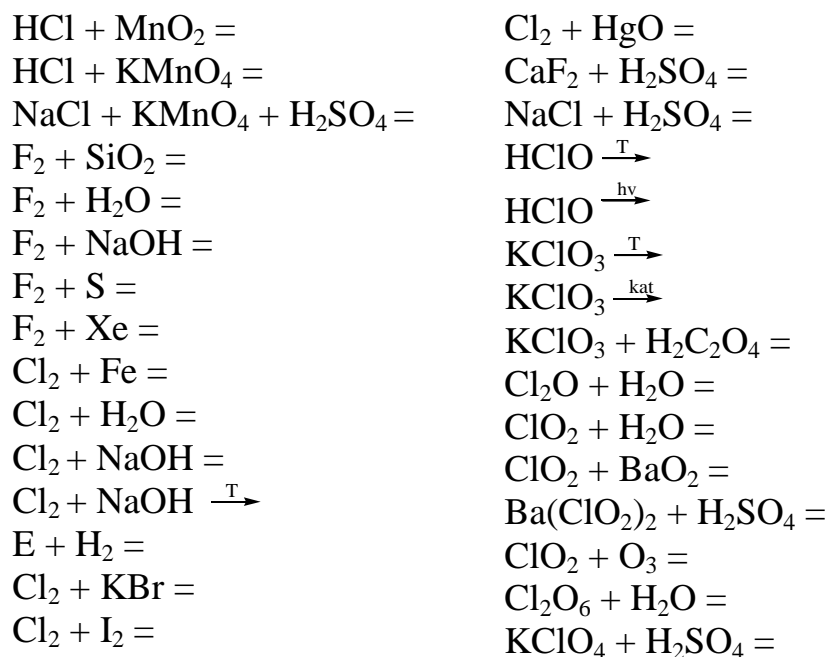 HCl + MnO₂ =
HCl + KMnO₄ =
NaCl + KMnO₄ + H₂SO₄ =
F₂ + SiO₂ =
F₂ + H₂O =
F₂ + NaOH =
F₂ + S =
F₂ + Xe =
Cl₂ + Fe =
Cl₂ + H₂O =
Cl₂ + NaOH =
Cl₂ + NaOH —T→
E + H₂ =
Cl₂ + KBr =
Cl₂ + I₂ =
Cl₂ + HgO =
CaF₂ + H₂SO₄ =
NaCl + H₂SO₄ =
HClO —T→
HClO —hv→
KClO₃ —T→
KClO₃ —kat→
KClO₃ + H₂C₂O₄ =
Cl₂O + H₂O =
ClO₂ + H₂O =
ClO₂ + BaO₂ =
Ba(ClO₂)₂ + H₂SO₄ =
ClO₂ + O₃ =
Cl₂O₆ + H₂O =
KClO₄ + H₂SO₄ =